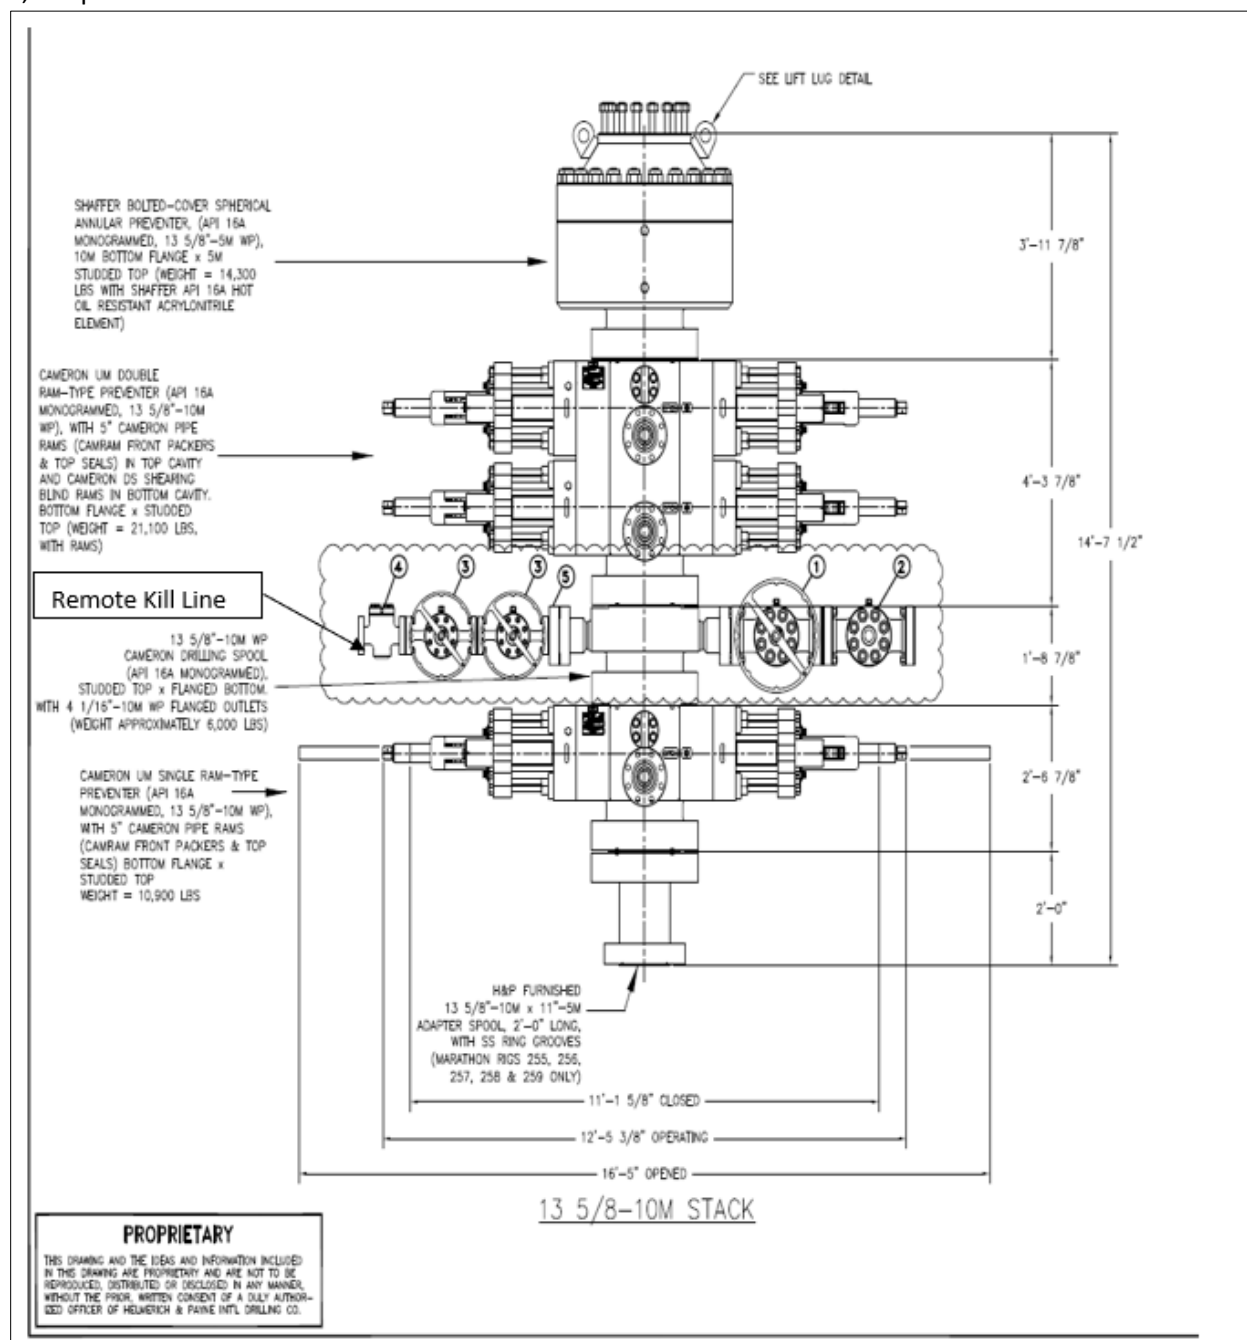 SEE LIFT LUG DETAIL
SHAFFER BOLTED-COVER SPHERICAL
ANNULAR PREVENTER, (API 16A
MONOGRAMMED, 13 5/8"-5M WP),
10M BOTTOM FLANGE x 5M
STUDDED TOP (WEIGHT = 14,300
LBS WITH SHAFFER API 16A HOT
OIL RESISTANT ACRYLONITRILE
ELEMENT)
3'-11 7/8"
CAMERON UM DOUBLE
RAM-TYPE PREVENTER (API 16A
MONOGRAMMED, 13 5/8"-10M
WP), WITH 5" CAMERON PIPE
RAMS (CAMRAM FRONT PACKERS
& TOP SEALS) IN TOP CAVITY
AND CAMERON DS SHEARING
BLIND RAMS IN BOTTOM CAVITY.
BOTTOM FLANGE x STUDDED
TOP (WEIGHT = 21,100 LBS,
WITH RAMS)
4'-3 7/8"
14'-7 1/2"
4
3
3
5
1
2
Remote Kill Line
13 5/8"-10M WP
CAMERON DRILLING SPOOL
(API 16A MONOGRAMMED),
STUDDED TOP x FLANGED BOTTOM.
WITH 4 1/16"-10M WP FLANGED OUTLETS
(WEIGHT APPROXIMATELY 6,000 LBS)
1'-8 7/8"
CAMERON UM SINGLE RAM-TYPE
PREVENTER (API 16A
MONOGRAMMED, 13 5/8"-10M WP),
WITH 5" CAMERON PIPE RAMS
(CAMRAM FRONT PACKERS & TOP
SEALS) BOTTOM FLANGE x
STUDDED TOP
WEIGHT = 10,900 LBS
2'-6 7/8"
2'-0"
H&P FURNISHED
13 5/8"-10M x 11"-5M
ADAPTER SPOOL, 2'-0" LONG,
WITH SS RING GROOVES
(MARATHON RIGS 255, 256,
257, 258 & 259 ONLY)
11'-1 5/8" CLOSED
12'-5 3/8" OPERATING
16'-5" OPENED
13 5/8-10M STACK
PROPRIETARY
THIS DRAWING AND THE IDEAS AND INFORMATION INCLUDED
IN THIS DRAWING ARE PROPRIETARY AND ARE NOT TO BE
REPRODUCED, DISTRIBUTED OR DISCLOSED IN ANY MANNER,
WITHOUT THE PRIOR, WRITTEN CONSENT OF A DULY AUTHOR-
IZED OFFICER OF HELMERICH & PAYNE INT'L DRILLING CO.